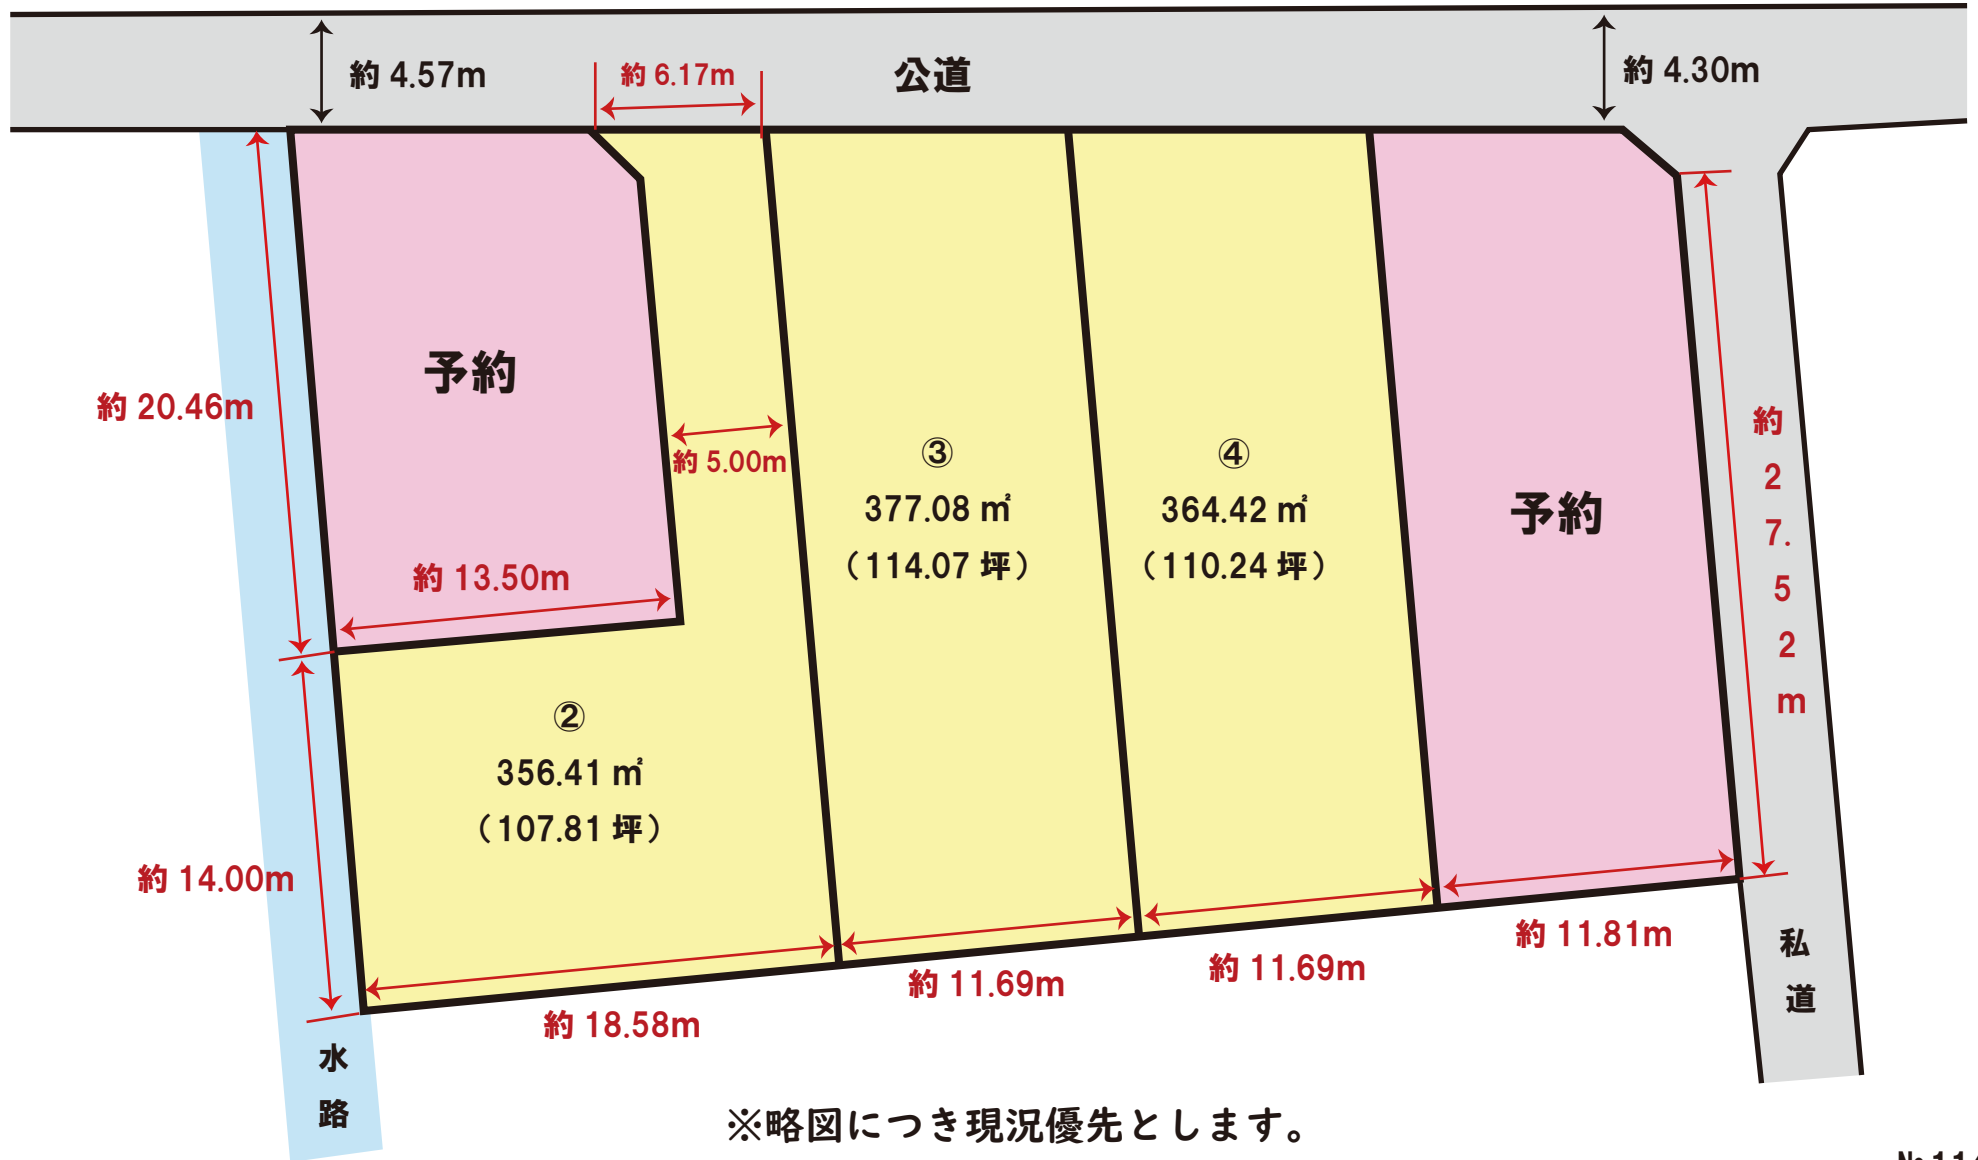 約 4.57m
約 6.17m
公道
約 4.30m
予約
約 20.46m
約 5.00m
約 13.50m
③
377.08 ㎡
（114.07 坪）
④
364.42 ㎡
（110.24 坪）
予約
約27.52m
②
356.41 ㎡
（107.81 坪）
約 14.00m
約 18.58m
約 11.69m
約 11.69m
約 11.81m
私道
水路
※略図につき現況優先とします。